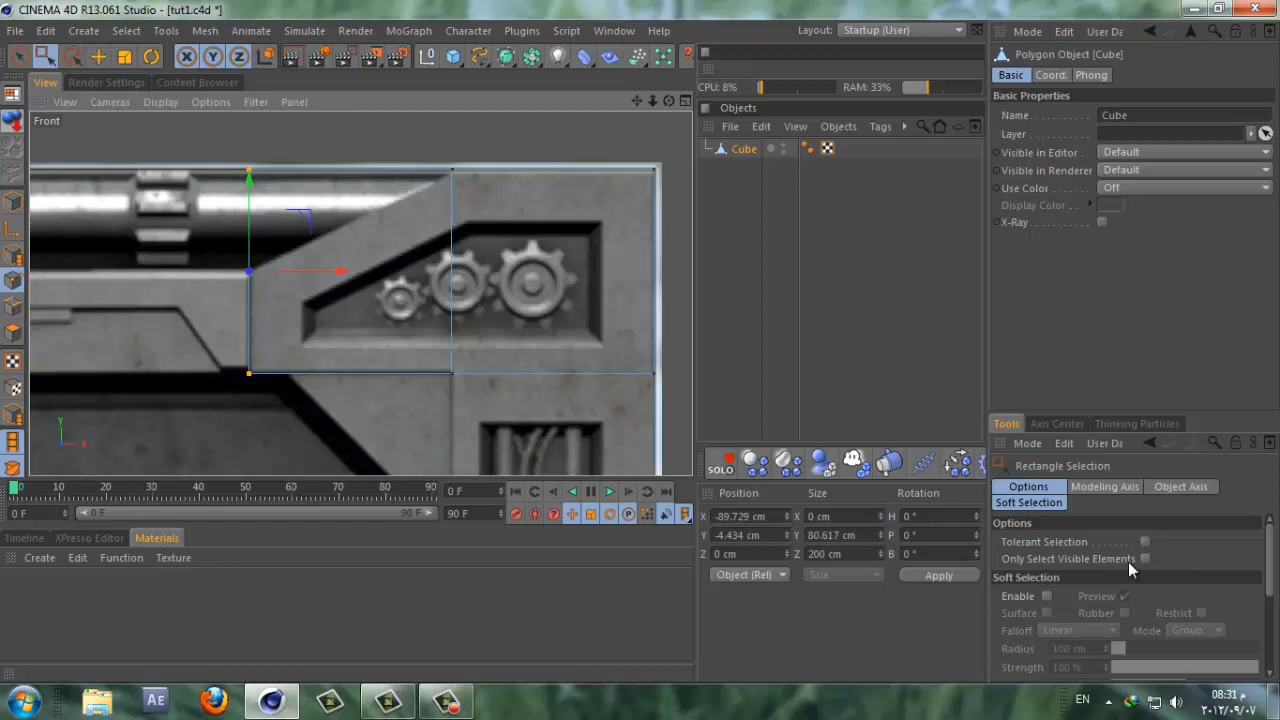 CINEMA 4D R13.061 Studio - [tut1.c4d *]
File Edit Create Select Tools Mesh Animate Simulate Render MoGraph Character Plugins Script Window Help Layout: Startup (User)
X Y Z
View Render Settings Content Browser
View Cameras Display Options Filter Panel
Front
Y
X
0 10 20 30 40 50 60 70 80 90 0 F
0 F 0 F 90 F 90 F
Timeline XPresso Editor Materials
Create Edit Function Texture
CPU: 8% RAM: 33%
Objects
File Edit View Objects Tags
Cube
SOLO
Position Size Rotation
X -89.729 cm X 0 cm H 0 °
Y -4.434 cm Y 80.617 cm P 0 °
Z 0 cm Z 200 cm B 0 °
Object (Rel) Size Apply
Mode Edit User Da
Polygon Object [Cube]
Basic Coord. Phong
Basic Properties
Name Cube
Layer
Visible in Editor Default
Visible in Renderer Default
Use Color Off
Display Color
X-Ray
Tools Axis Center Thinking Particles
Mode Edit User Da
Rectangle Selection
Options Modeling Axis Object Axis
Soft Selection
Options
Tolerant Selection
Only Select Visible Elements
Soft Selection
Enable Preview
Surface Rubber Restrict
Falloff Linear Mode Group
Radius 100 cm
Strength 100 %
Ae
EN
08:31 م
٢٠١٢/٠٩/٠٧